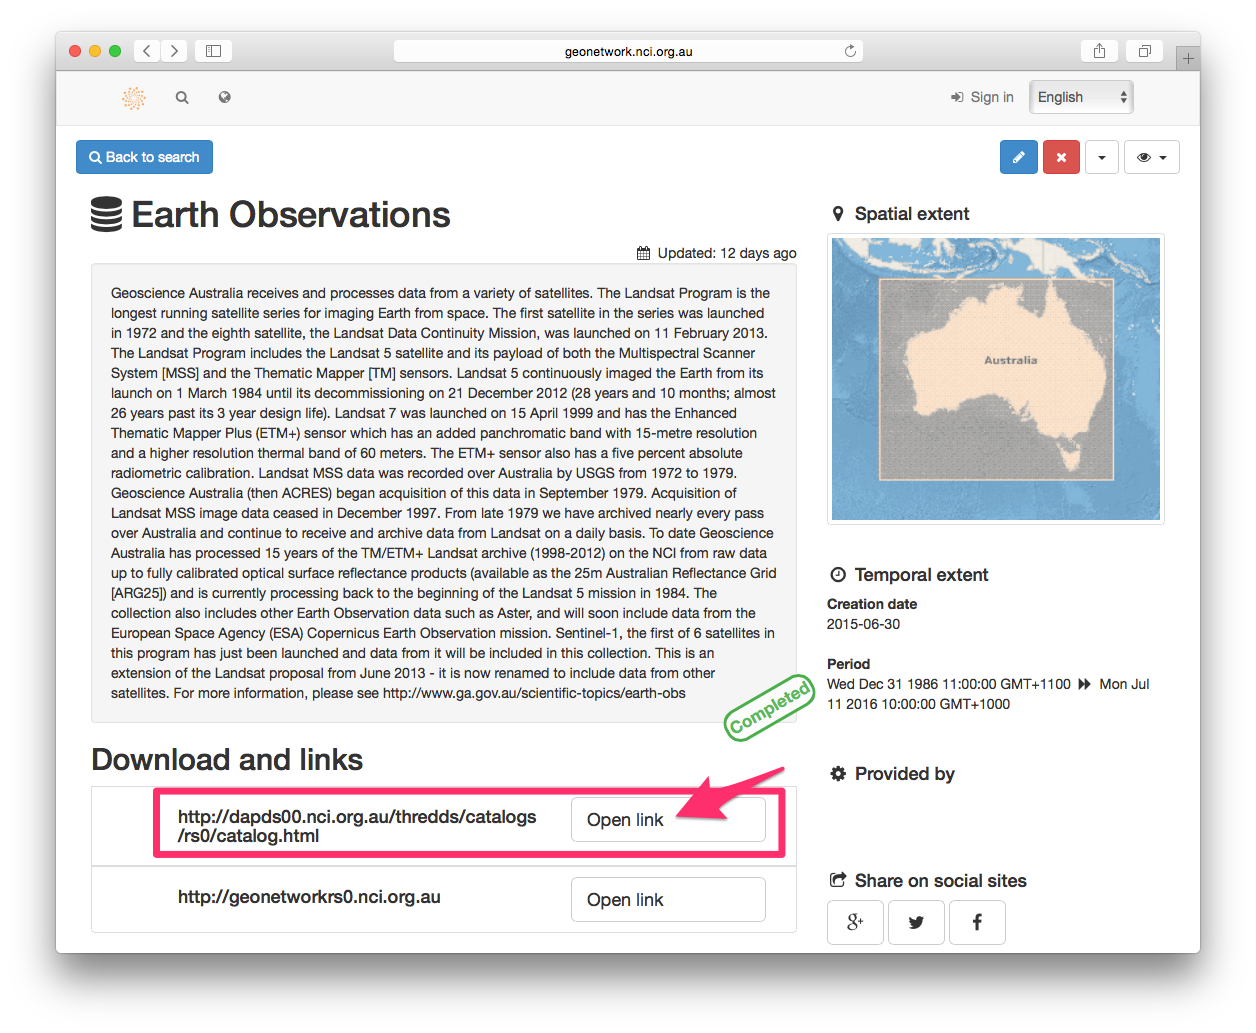 geonetwork.nci.org.au
Sign in
English
Back to search
Earth Observations
Updated: 12 days ago
Geoscience Australia receives and processes data from a variety of satellites. The Landsat Program is the
longest running satellite series for imaging Earth from space. The first satellite in the series was launched
in 1972 and the eighth satellite, the Landsat Data Continuity Mission, was launched on 11 February 2013.
The Landsat Program includes the Landsat 5 satellite and its payload of both the Multispectral Scanner
System [MSS] and the Thematic Mapper [TM] sensors. Landsat 5 continuously imaged the Earth from its
launch on 1 March 1984 until its decommissioning on 21 December 2012 (28 years and 10 months; almost
26 years past its 3 year design life). Landsat 7 was launched on 15 April 1999 and has the Enhanced
Thematic Mapper Plus (ETM+) sensor which has an added panchromatic band with 15-metre resolution
and a higher resolution thermal band of 60 meters. The ETM+ sensor also has a five percent absolute
radiometric calibration. Landsat MSS data was recorded over Australia by USGS from 1972 to 1979.
Geoscience Australia (then ACRES) began acquisition of this data in September 1979. Acquisition of
Landsat MSS image data ceased in December 1997. From late 1979 we have archived nearly every pass
over Australia and continue to receive and archive data from Landsat on a daily basis. To date Geoscience
Australia has processed 15 years of the TM/ETM+ Landsat archive (1998-2012) on the NCI from raw data
up to fully calibrated optical surface reflectance products (available as the 25m Australian Reflectance Grid
[ARG25]) and is currently processing back to the beginning of the Landsat 5 mission in 1984. The
collection also includes other Earth Observation data such as Aster, and will soon include data from the
European Space Agency (ESA) Copernicus Earth Observation mission. Sentinel-1, the first of 6 satellites in
this program has just been launched and data from it will be included in this collection. This is an
extension of the Landsat proposal from June 2013 - it is now renamed to include data from other
satellites. For more information, please see http://www.ga.gov.au/scientific-topics/earth-obs
Completed
Download and links
http://dapds00.nci.org.au/thredds/catalogs
/rs0/catalog.html
Open link
http://geonetworkrs0.nci.org.au
Open link
Spatial extent
Australia
Temporal extent
Creation date
2015-06-30
Period
Wed Dec 31 1986 11:00:00 GMT+1100 Mon Jul
11 2016 10:00:00 GMT+1000
Provided by
Share on social sites